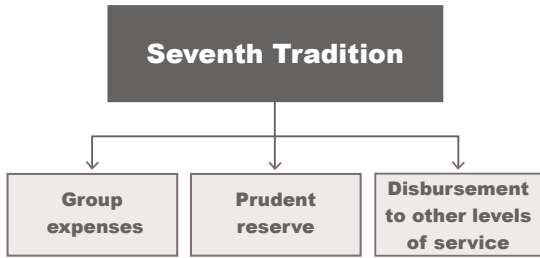 Seventh Tradition
Group
expenses
Prudent
reserve
Disbursement
to other levels
of service